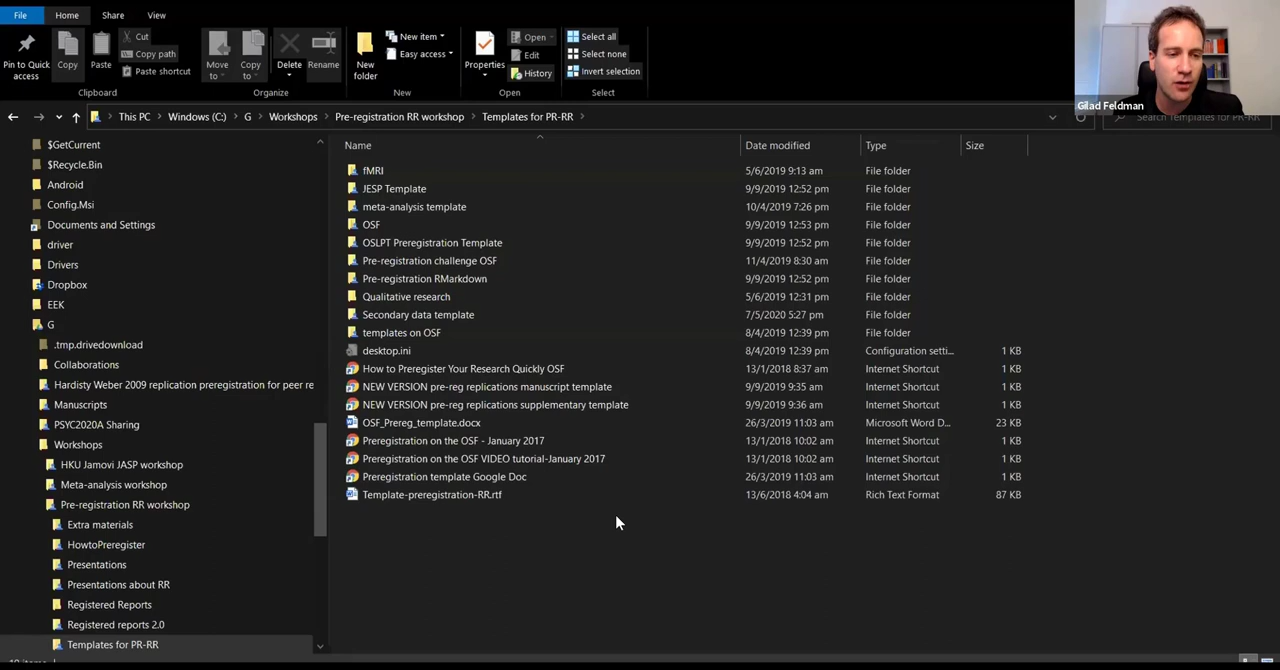 File Home Share View
Pin to Quick access
Copy
Paste
Cut
Copy path
Paste shortcut
Move to
Copy to
Delete
Rename
New folder
New item
Easy access
Properties
Open
Edit
History
Select all
Select none
Invert selection
Clipboard Organize New Open Select
Gilad Feldman
This PC > Windows (C:) > G > Workshops > Pre-registration RR workshop > Templates for PR-RR >
Search Templates for PR-RR
$GetCurrent
$Recycle.Bin
Android
Config.Msi
Documents and Settings
driver
Drivers
Dropbox
EEK
G
.tmp.drivedownload
Collaborations
Hardisty Weber 2009 replication preregistration for peer re
Manuscripts
PSYC2020A Sharing
Workshops
HKU Jamovi JASP workshop
Meta-analysis workshop
Pre-registration RR workshop
Extra materials
HowtoPreregister
Presentations
Presentations about RR
Registered Reports
Registered reports 2.0
Templates for PR-RR
Name Date modified Type Size
fMRI 5/6/2019 9:13 am File folder
JESP Template 9/9/2019 12:52 pm File folder
meta-analysis template 10/4/2019 7:26 pm File folder
OSF 9/9/2019 12:53 pm File folder
OSLPT Preregistration Template 9/9/2019 12:52 pm File folder
Pre-registration challenge OSF 11/4/2019 8:30 am File folder
Pre-registration RMarkdown 9/9/2019 12:52 pm File folder
Qualitative research 5/6/2019 12:31 pm File folder
Secondary data template 7/5/2020 5:27 pm File folder
templates on OSF 8/4/2019 12:39 pm File folder
desktop.ini 8/4/2019 12:39 pm Configuration setti... 1 KB
How to Preregister Your Research Quickly OSF 13/1/2018 8:37 am Internet Shortcut 1 KB
NEW VERSION pre-reg replications manuscript template 9/9/2019 9:35 am Internet Shortcut 1 KB
NEW VERSION pre-reg replications supplementary template 9/9/2019 9:36 am Internet Shortcut 1 KB
OSF_Prereg_template.docx 26/3/2019 11:03 am Microsoft Word D... 23 KB
Preregistration on the OSF - January 2017 13/1/2018 10:02 am Internet Shortcut 1 KB
Preregistration on the OSF VIDEO tutorial-January 2017 13/1/2018 10:02 am Internet Shortcut 1 KB
Preregistration template Google Doc 26/3/2019 11:03 am Internet Shortcut 1 KB
Template-preregistration-RR.rtf 13/6/2018 4:04 am Rich Text Format 87 KB